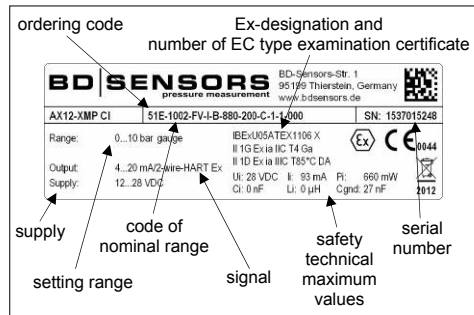 ordering code
Ex-designation and
number of EC type examination certificate
BD|SENSORS
pressure measurement
BD-Sensors-Str. 1
95199 Thierstein, Germany
www.bdsensors.de
AX12-XMP CI 51E-1002-FV-I-B-880-200-C-1-1-000 SN: 1537015248
Range: 0...10 bar gauge
IBExU05ATEX1106 X
II 1G Ex ia IIC T4 Ga
II 1D Ex ia IIIC T85°C DA
Ex CE 0044
Output: 4...20 mA/2-wire-HART Ex
Supply: 12...28 VDC
Ui: 28 VDC Ii: 93 mA Pi: 660 mW
Ci: 0 nF Li: 0 µH Cgnd: 27 nF
2012
supply
setting range
code of
nominal range
signal
safety
technical
maximum
values
serial
number